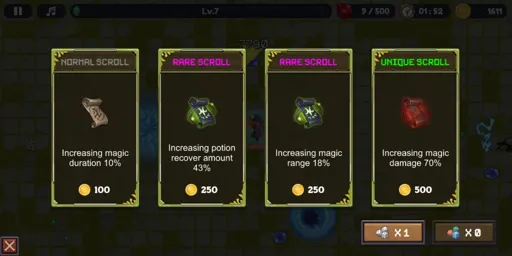 Lv.7
9 / 500
01 : 52
1611
NORMAL SCROLL
Increasing magic
duration 10%
100
RARE SCROLL
Increasing potion
recover amount
43%
250
RARE SCROLL
Increasing magic
range 18%
250
UNIQUE SCROLL
Increasing magic
damage 70%
500
X 1
X 0